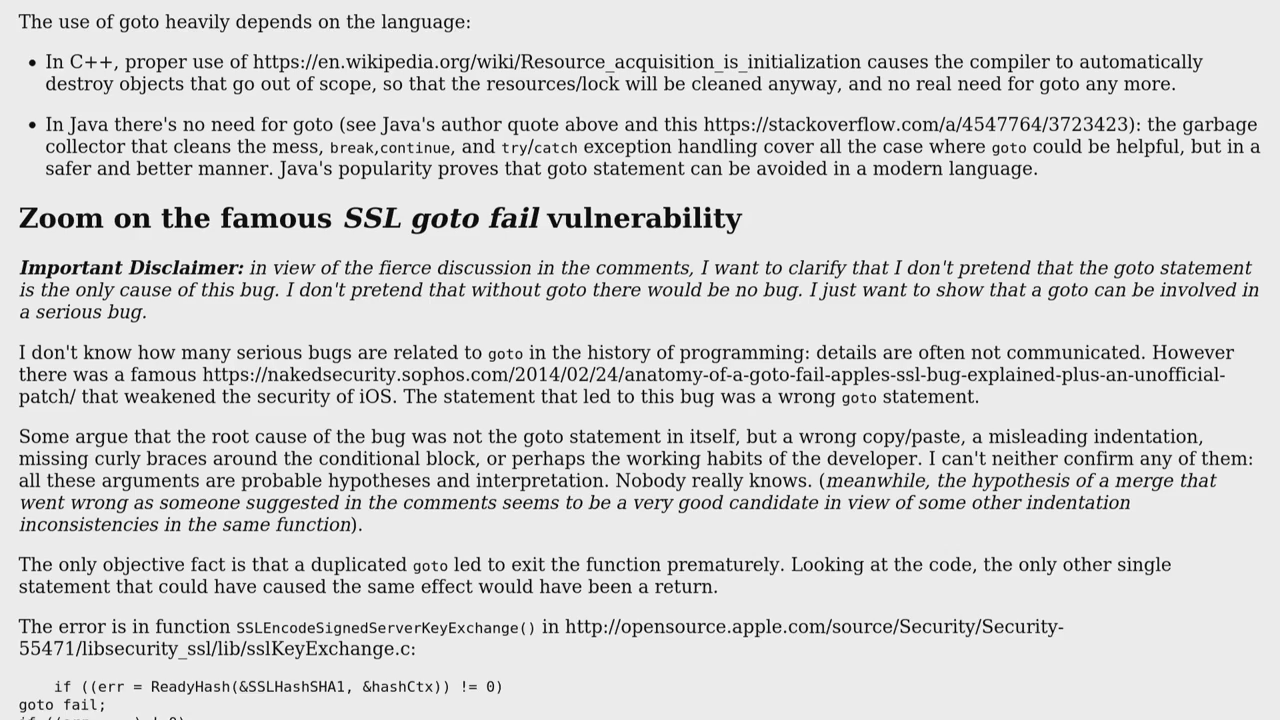 The use of goto heavily depends on the language:
• In C++, proper use of https://en.wikipedia.org/wiki/Resource_acquisition_is_initialization causes the compiler to automatically
destroy objects that go out of scope, so that the resources/lock will be cleaned anyway, and no real need for goto any more.
• In Java there's no need for goto (see Java's author quote above and this https://stackoverflow.com/a/4547764/3723423): the garbage
collector that cleans the mess, break,continue, and try/catch exception handling cover all the case where goto could be helpful, but in a
safer and better manner. Java's popularity proves that goto statement can be avoided in a modern language.
Zoom on the famous SSL goto fail vulnerability
Important Disclaimer: in view of the fierce discussion in the comments, I want to clarify that I don't pretend that the goto statement
is the only cause of this bug. I don't pretend that without goto there would be no bug. I just want to show that a goto can be involved in
a serious bug.
I don't know how many serious bugs are related to goto in the history of programming: details are often not communicated. However
there was a famous https://nakedsecurity.sophos.com/2014/02/24/anatomy-of-a-goto-fail-apples-ssl-bug-explained-plus-an-unofficial-
patch/ that weakened the security of iOS. The statement that led to this bug was a wrong goto statement.
Some argue that the root cause of the bug was not the goto statement in itself, but a wrong copy/paste, a misleading indentation,
missing curly braces around the conditional block, or perhaps the working habits of the developer. I can't neither confirm any of them:
all these arguments are probable hypotheses and interpretation. Nobody really knows. (meanwhile, the hypothesis of a merge that
went wrong as someone suggested in the comments seems to be a very good candidate in view of some other indentation
inconsistencies in the same function).
The only objective fact is that a duplicated goto led to exit the function prematurely. Looking at the code, the only other single
statement that could have caused the same effect would have been a return.
The error is in function SSLEncodeSignedServerKeyExchange() in http://opensource.apple.com/source/Security/Security-
55471/libsecurity_ssl/lib/sslKeyExchange.c:
if ((err = ReadyHash(&SSLHashSHA1, &hashCtx)) != 0)
goto fail;